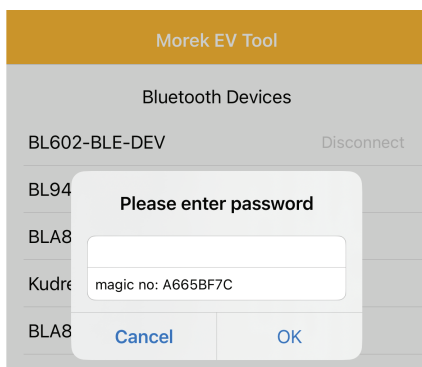 Morek EV Tool
Bluetooth Devices
BL602-BLE-DEV Disconnect
BL94
Please enter password
BLA8
Kudre
magic no: A665BF7C
BLA8
Cancel OK